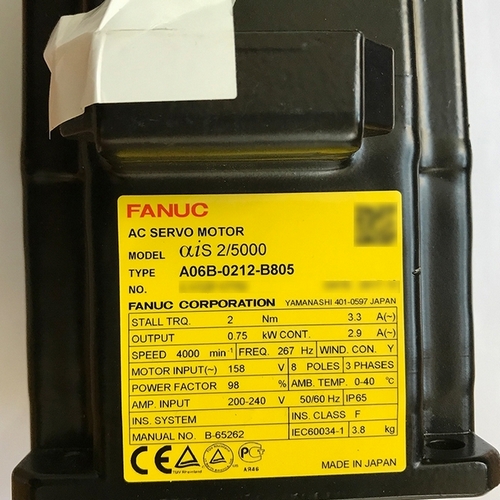 FANUC
AC SERVO MOTOR
MODEL αiS 2/5000
TYPE A06B-0212-B805
NO.
FANUC CORPORATION YAMANASHI 401-0597 JAPAN
STALL TRQ. 2 Nm 3.3 A(~)
OUTPUT 0.75 kW CONT. 2.9 A(~)
SPEED 4000 min⁻¹ FREQ. 267 Hz WIND. CON. Y
MOTOR INPUT(~) 158 V 8 POLES 3 PHASES
POWER FACTOR 98 % AMB. TEMP. 0-40 ℃
AMP. INPUT 200-240 V 50/60 Hz IP65
INS. SYSTEM INS. CLASS F
MANUAL NO. B-65262 IEC60034-1 3.8 kg
CE TUV Rheinland
MADE IN JAPAN